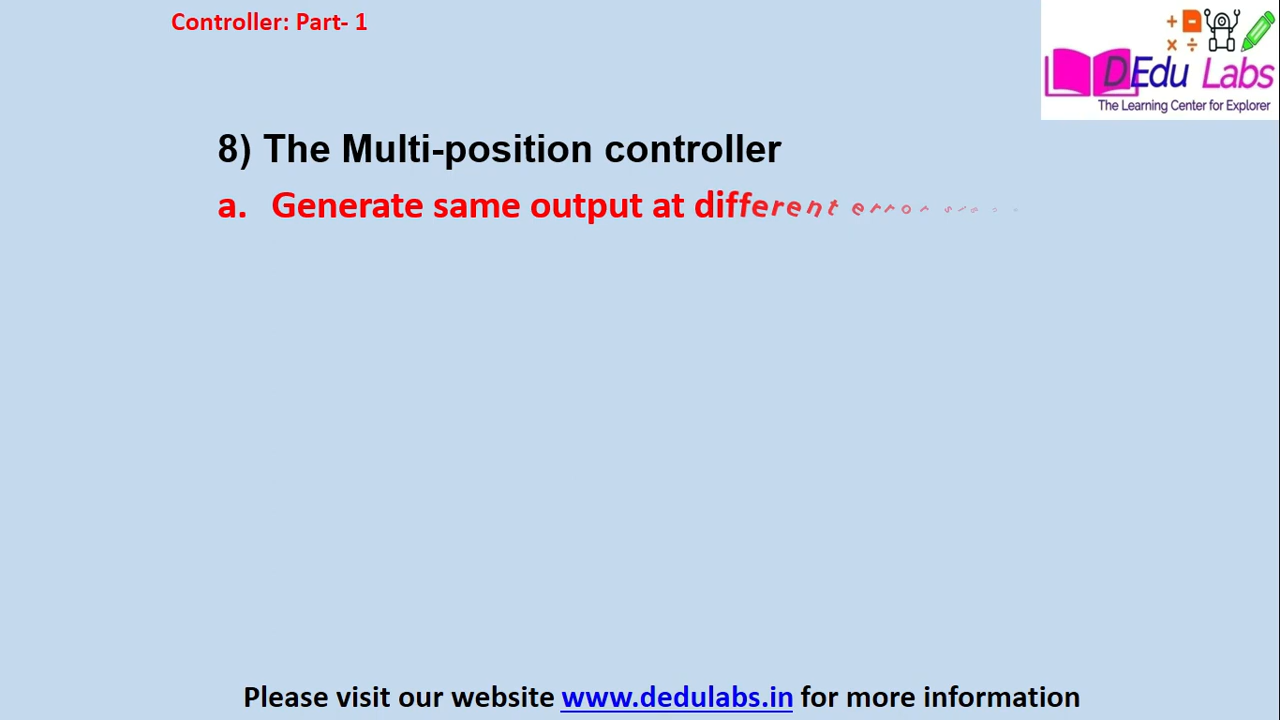 Controller: Part- 1
DEdu Labs
The Learning Center for Explorer
8) The Multi-position controller
a. Generate same output at different error
Please visit our website www.dedulabs.in for more information